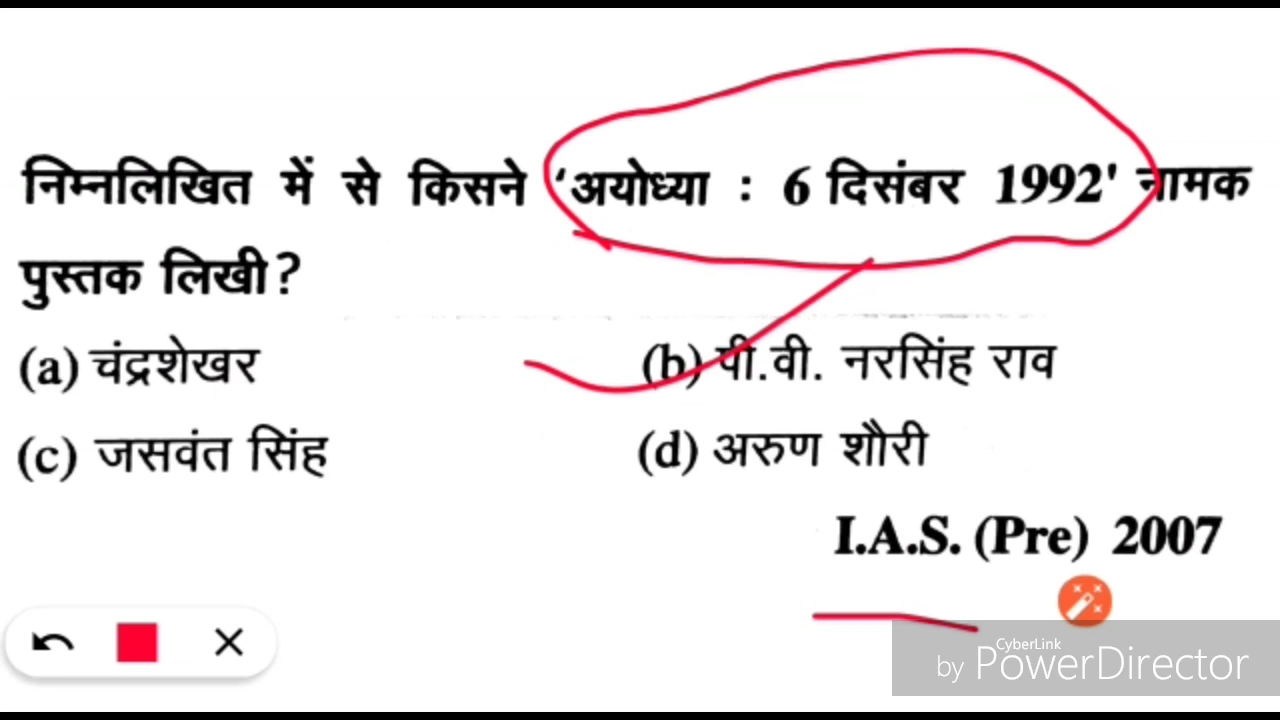 निम्नलिखित में से किसने ‘अयोध्या : 6 दिसंबर 1992' नामक
पुस्तक लिखी?
(a) चंद्रशेखर (b) पी.वी. नरसिंह राव
(c) जसवंत सिंह (d) अरुण शौरी
I.A.S. (Pre) 2007
CyberLink
by PowerDirector